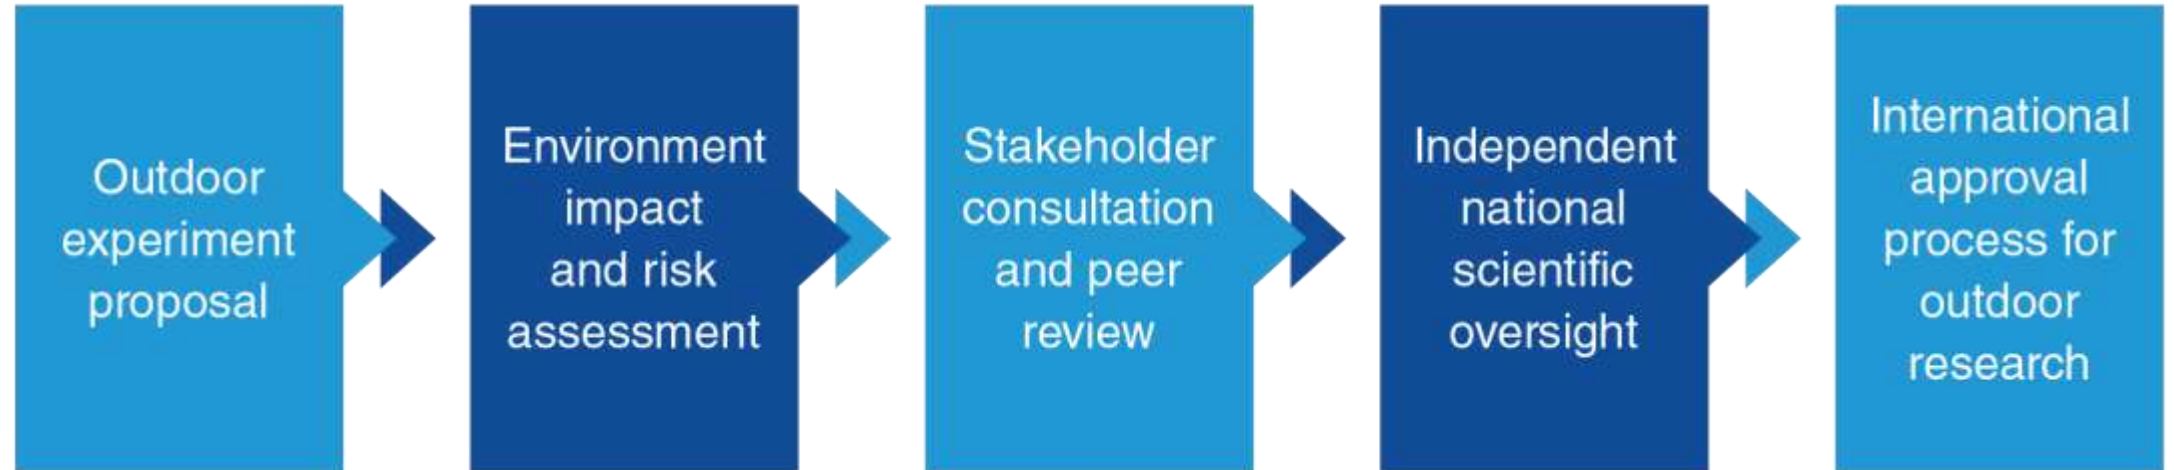 Outdoor
experiment
proposal
Environment
impact
and risk
assessment
Stakeholder
consultation
and peer
review
Independent
national
scientific
oversight
International
approval
process for
outdoor
research